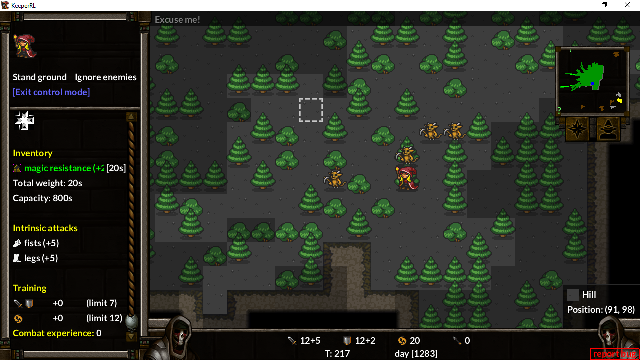 KeeperRL
Excuse me!
Stand ground Ignore enemies
[Exit control mode]
Inventory
magic resistance (+2 [20s]
Total weight: 20s
Capacity: 800s
Intrinsic attacks
fists (+5)
legs (+5)
Training
+0 (limit 7)
+0 (limit 12)
Combat experience: 0
Hill
Position: (91, 98)
12+5 12+2 20 0
T: 217 day [1283]